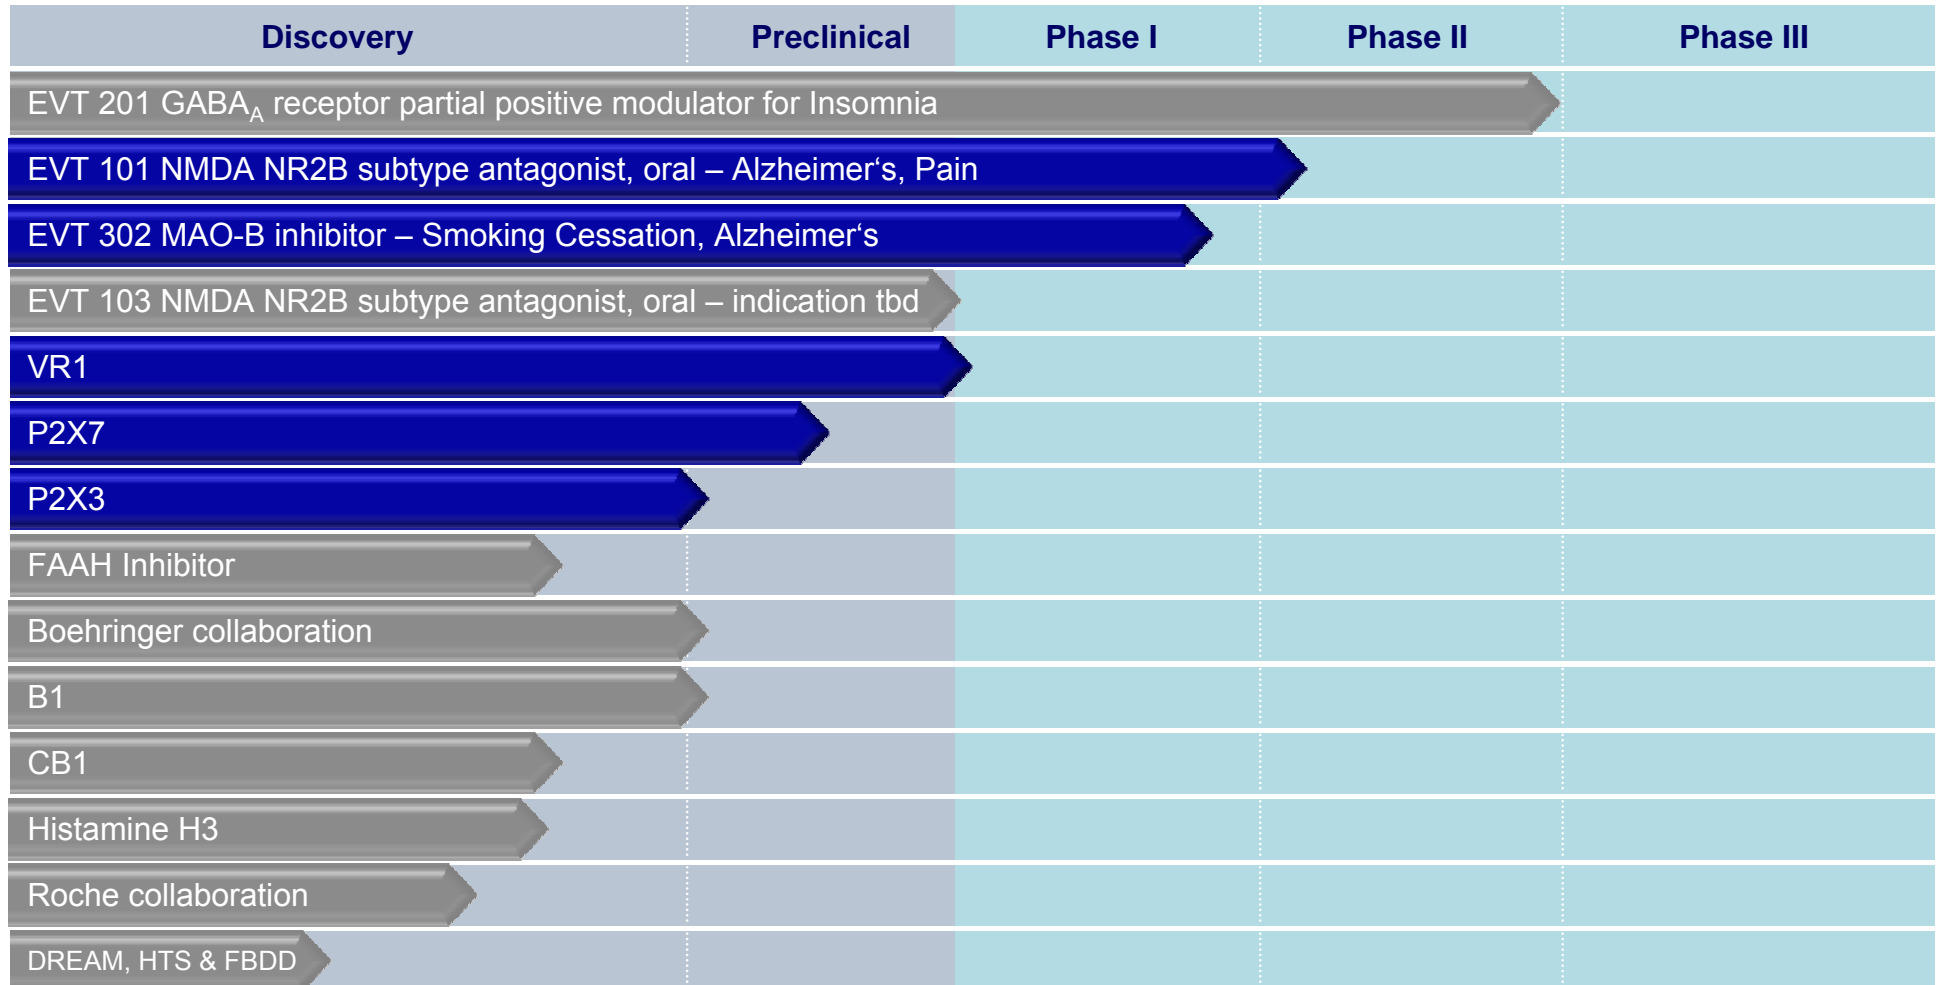 Discovery Preclinical Phase I Phase II Phase III
EVT 201 GABAA receptor partial positive modulator for Insomnia
EVT 101 NMDA NR2B subtype antagonist, oral – Alzheimer‘s, Pain
EVT 302 MAO-B inhibitor – Smoking Cessation, Alzheimer‘s
EVT 103 NMDA NR2B subtype antagonist, oral – indication tbd
VR1
P2X7
P2X3
FAAH Inhibitor
Boehringer collaboration
B1
CB1
Histamine H3
Roche collaboration
DREAM, HTS & FBDD